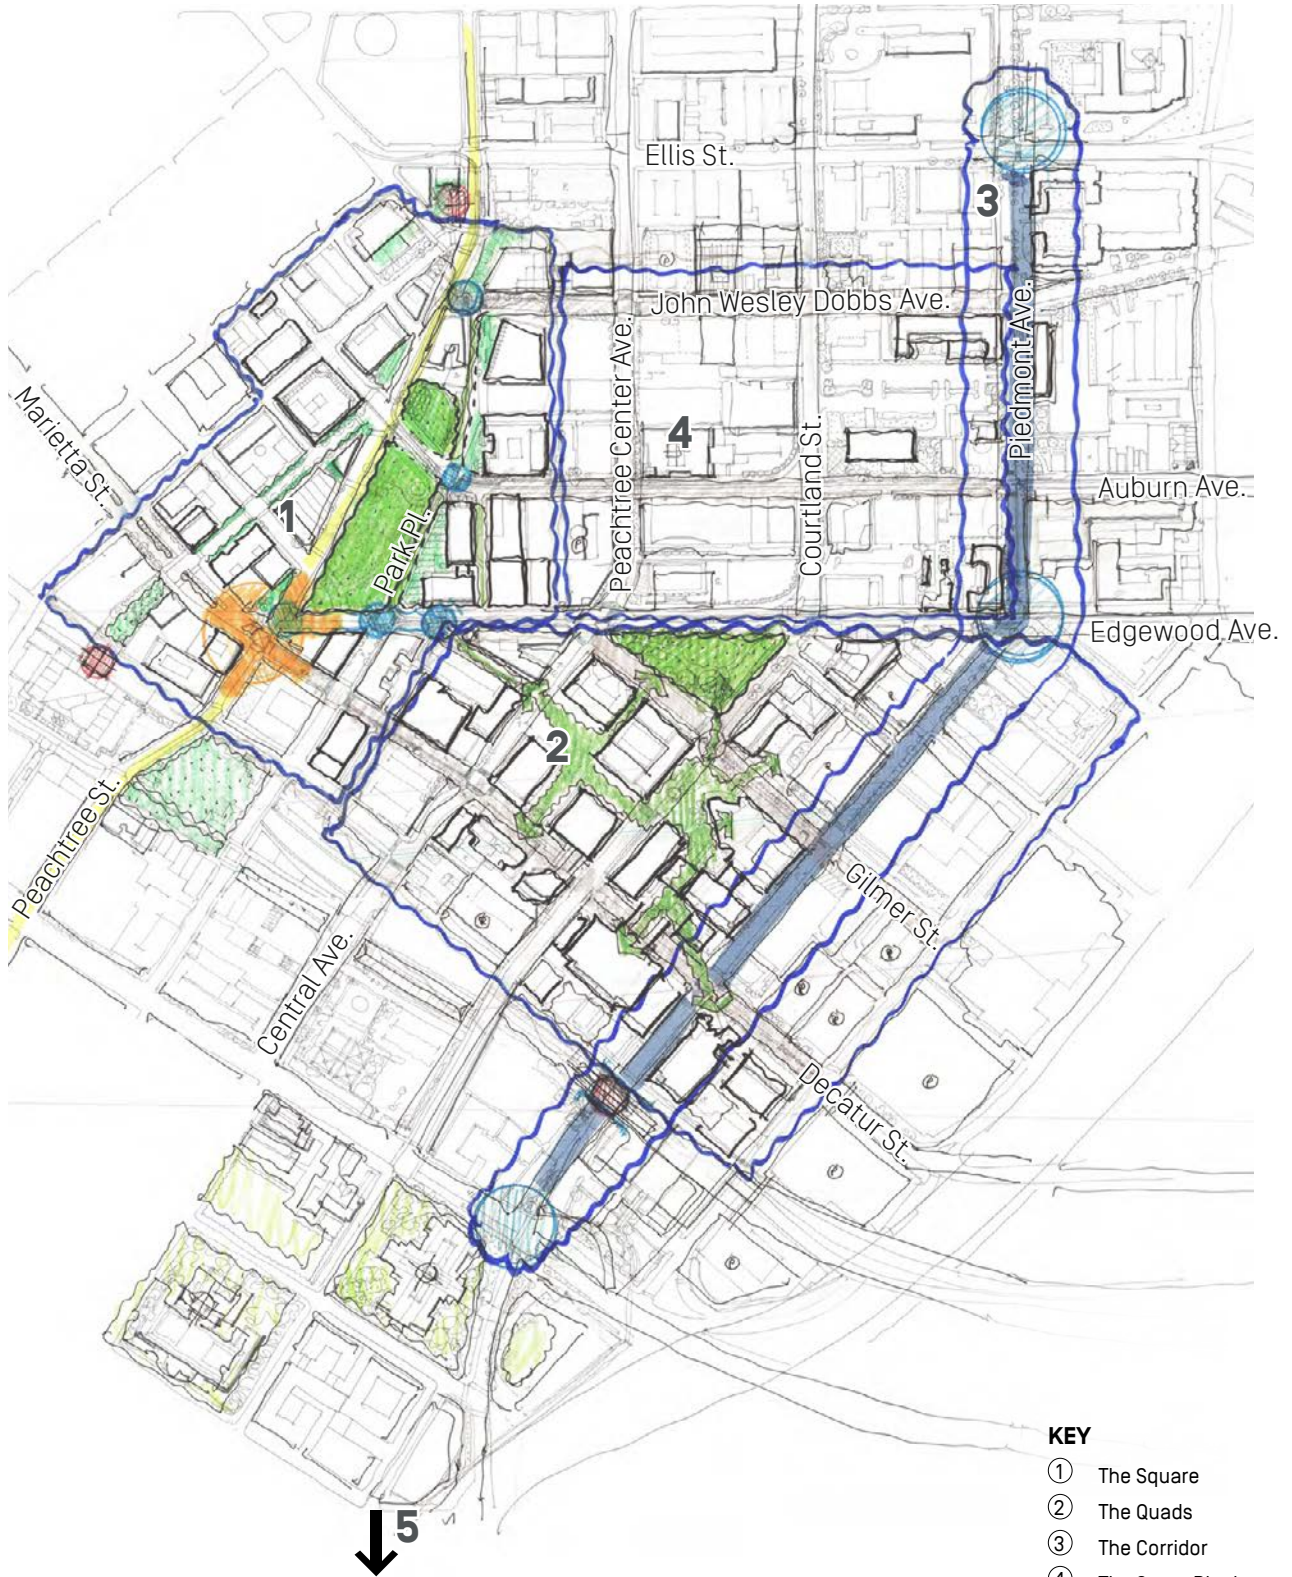 Ellis St.
3
John Wesley Dobbs Ave.
Piedmont Ave.
Peachtree Center Ave.
Marietta St.
4
Courtland St.
Auburn Ave.
1
Park Pl.
Edgewood Ave.
2
Peachtree St.
Gilmer St.
Central Ave.
Decatur St.
5
KEY
1 The Square
2 The Quads
3 The Corridor